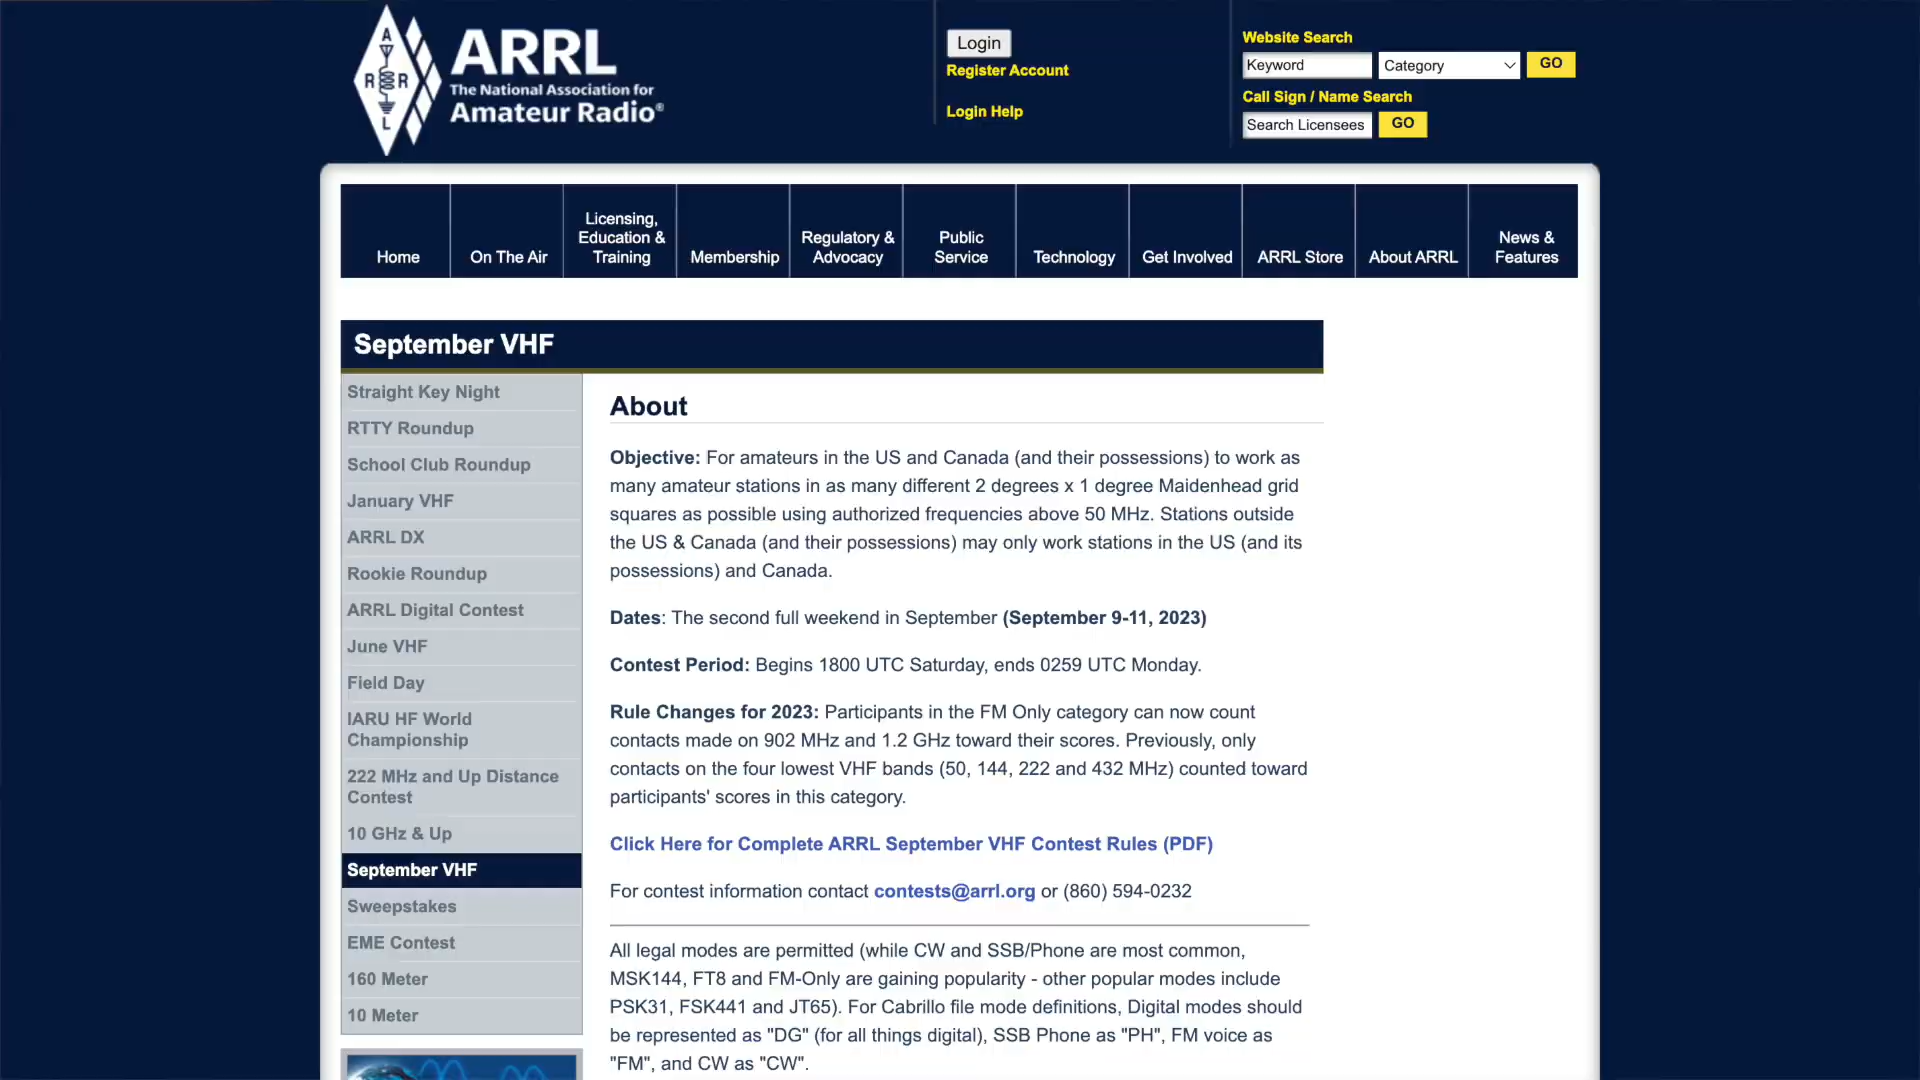 A
R R
L
ARRL
The National Association for
Amateur Radio®
Login
Register Account
Login Help
Website Search
Keyword Category GO
Call Sign / Name Search
Search Licensees GO
Home
On The Air
Licensing,
Education &
Training
Membership
Regulatory &
Advocacy
Public
Service
Technology
Get Involved
ARRL Store
About ARRL
News &
Features
September VHF
Straight Key Night
RTTY Roundup
School Club Roundup
January VHF
ARRL DX
Rookie Roundup
ARRL Digital Contest
June VHF
Field Day
IARU HF World
Championship
222 MHz and Up Distance
Contest
10 GHz & Up
September VHF
Sweepstakes
EME Contest
160 Meter
10 Meter
About
Objective: For amateurs in the US and Canada (and their possessions) to work as
many amateur stations in as many different 2 degrees x 1 degree Maidenhead grid
squares as possible using authorized frequencies above 50 MHz. Stations outside
the US & Canada (and their possessions) may only work stations in the US (and its
possessions) and Canada.
Dates: The second full weekend in September (September 9-11, 2023)
Contest Period: Begins 1800 UTC Saturday, ends 0259 UTC Monday.
Rule Changes for 2023: Participants in the FM Only category can now count
contacts made on 902 MHz and 1.2 GHz toward their scores. Previously, only
contacts on the four lowest VHF bands (50, 144, 222 and 432 MHz) counted toward
participants' scores in this category.
Click Here for Complete ARRL September VHF Contest Rules (PDF)
For contest information contact contests@arrl.org or (860) 594-0232
All legal modes are permitted (while CW and SSB/Phone are most common,
MSK144, FT8 and FM-Only are gaining popularity - other popular modes include
PSK31, FSK441 and JT65). For Cabrillo file mode definitions, Digital modes should
be represented as "DG" (for all things digital), SSB Phone as "PH", FM voice as
"FM", and CW as "CW".